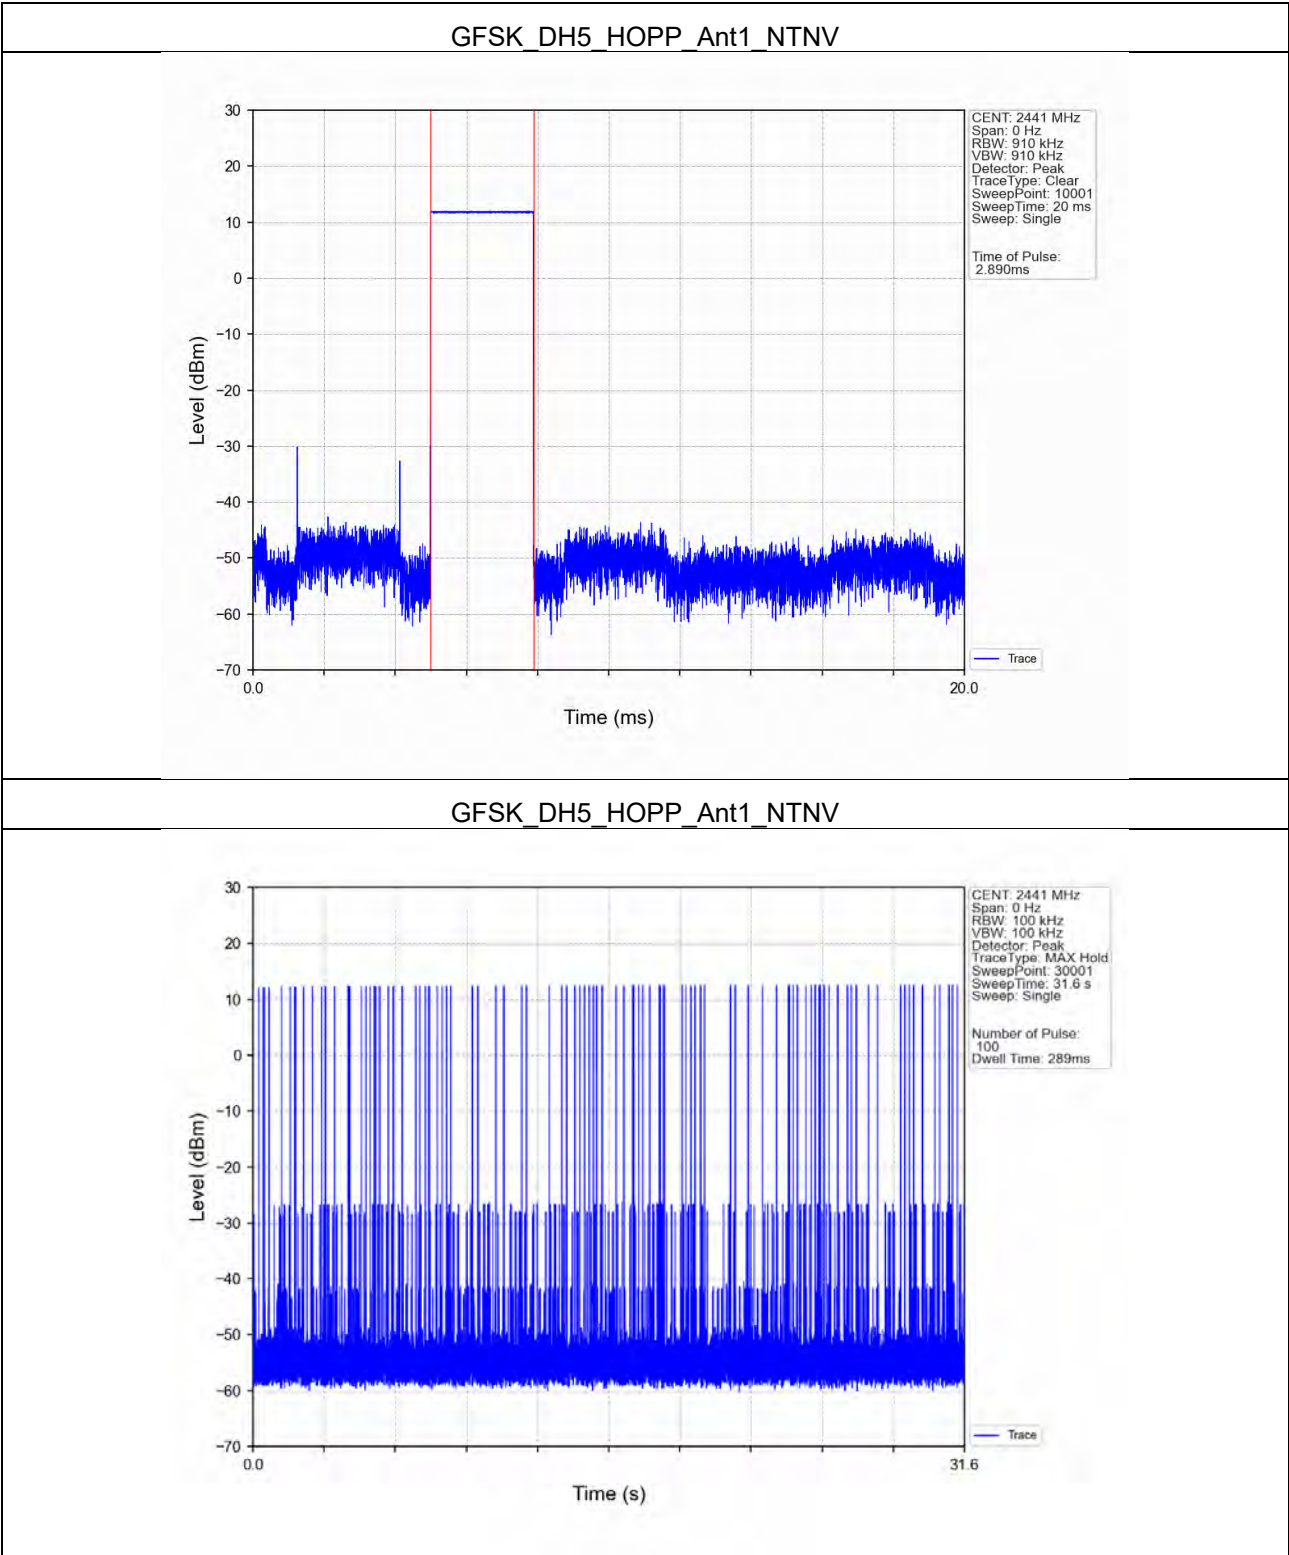 GFSK_DH5_HOPP_Ant1_NTNV
30
20
10
0
−10
−20
−30
−40
−50
−60
−70
Level (dBm)
0.0
20.0
Time (ms)
CENT: 2441 MHz
Span: 0 Hz
RBW: 910 kHz
VBW: 910 kHz
Detector: Peak
TraceType: Clear
SweepPoint: 10001
SweepTime: 20 ms
Sweep: Single
Time of Pulse:
2.890ms
Trace
GFSK_DH5_HOPP_Ant1_NTNV
30
20
10
0
−10
−20
−30
−40
−50
−60
−70
Level (dBm)
0.0
31.6
Time (s)
CENT: 2441 MHz
Span: 0 Hz
RBW: 100 kHz
VBW: 100 kHz
Detector: Peak
TraceType: MAX Hold
SweepPoint: 30001
SweepTime: 31.6 s
Sweep: Single
Number of Pulse:
100
Dwell Time: 289ms
Trace